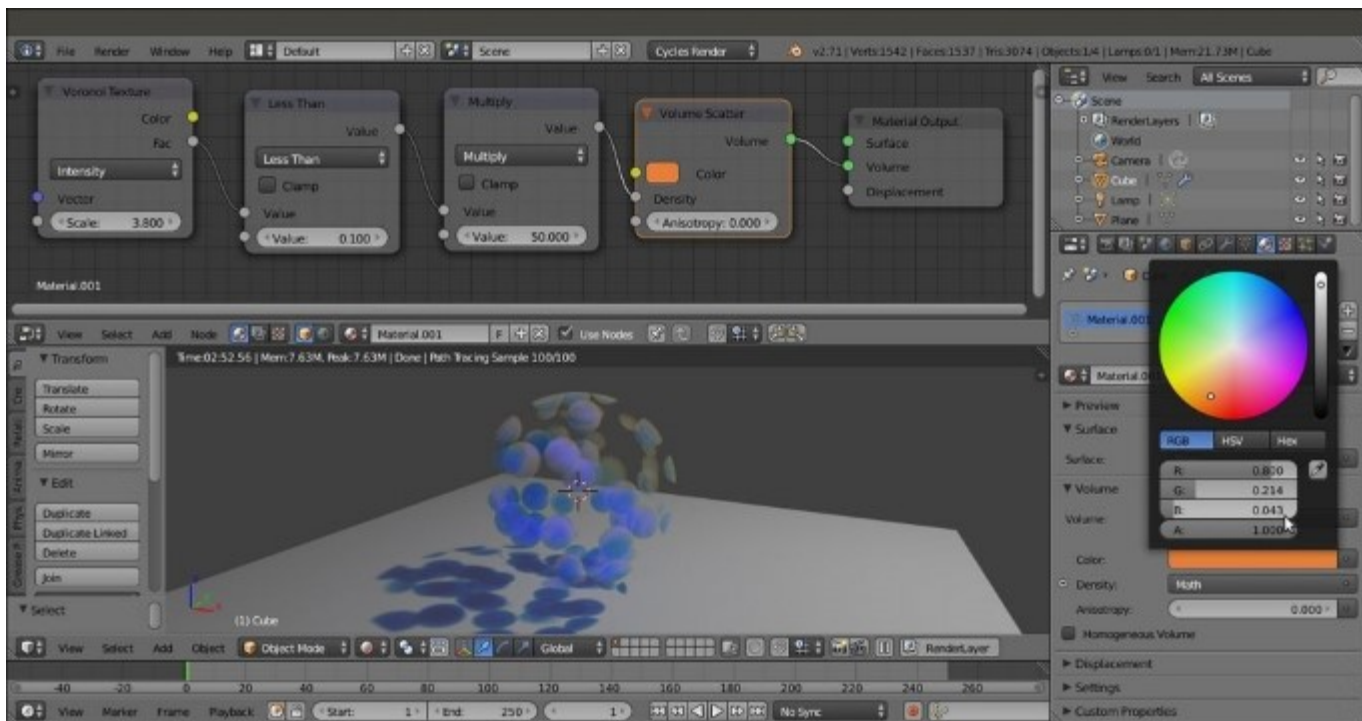 File Render Window Help Default Scene Cycles Render v2.71 | Verts:1542 | Faces:1537 | Tris:3074 | Objects:1/4 | Lamps:0/1 | Mem:21.73M | Cube
Voronoi Texture
Color
Fac
Intensity
Vector
Scale: 3.800
Less Than
Value
Less Than
Clamp
Value
Value: 0.100
Multiply
Value
Multiply
Clamp
Value
Value: 50.000
Volume Scatter
Volume
Color
Density
Anisotropy: 0.000
Material Output
Surface
Volume
Displacement
Material.001
View Select Add Node Material.001 F Use Nodes
Time:02:52.56 | Mem:7.63M, Peak:7.63M | Done | Path Tracing Sample 100/100
Transform
Translate
Rotate
Scale
Mirror
Edit
Duplicate
Duplicate Linked
Delete
Join
Select
(1) Cube
View Select Add Object Object Mode Global RenderLayer
-40 -20 0 20 40 60 80 100 120 140 160 180 200 220 240 260
View Marker Frame Playback Start: 1 End: 250 1 No Sync
View Search All Scenes
Scene
RenderLayers
World
Camera
Cube
Lamp
Plane
Material.001
Preview
Surface
Surface:
Volume
Volume:
RGB HSV Hex
R: 0.800
G: 0.214
B: 0.043
A: 1.000
Color:
Density: Math
Anisotropy: 0.000
Homogeneous Volume
Displacement
Settings
Custom Properties